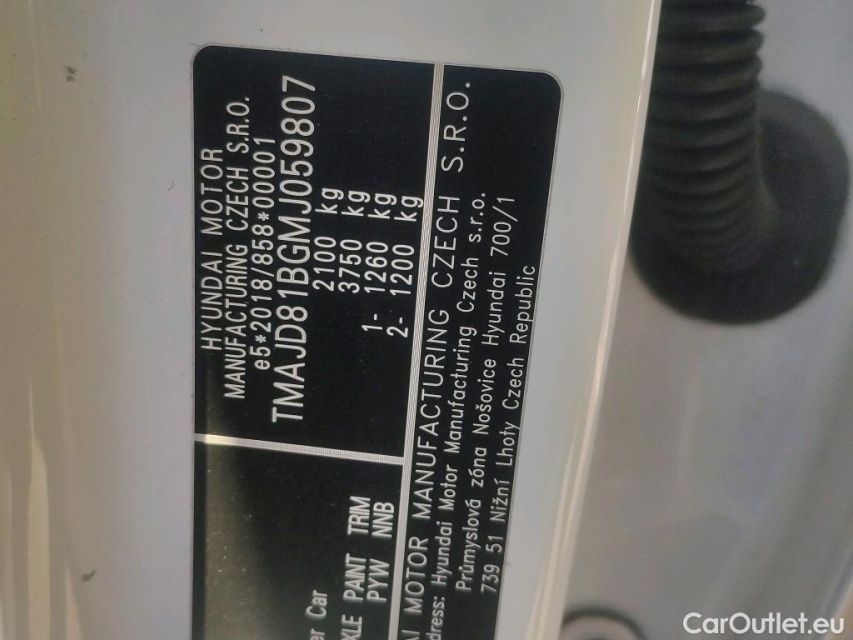 HYUNDAI MOTOR
MANUFACTURING CZECH S.R.O.
e5*2018/858*00001
TMAJD81BGMJ059807
2100 kg
3750 kg
1- 1260 kg
2- 1200 kg
er Car
KLE PAINT TRIM
PYW NNB
AI MOTOR MANUFACTURING CZECH S.R.O.
dress: Hyundai Motor Manufacturing Czech s.r.o.
Průmyslová zóna Nošovice Hyundai 700/1
739 51 Nižní Lhoty Czech Republic
CarOutlet.eu